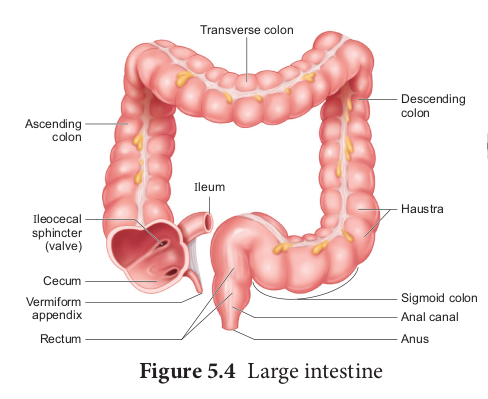 Transverse colon
Descending
colon
Ascending
colon
Ileum
Haustra
Ileocecal
sphincter
(valve)
Cecum
Vermiform
appendix
Rectum
Sigmoid colon
Anal canal
Anus
Figure 5.4 Large intestine